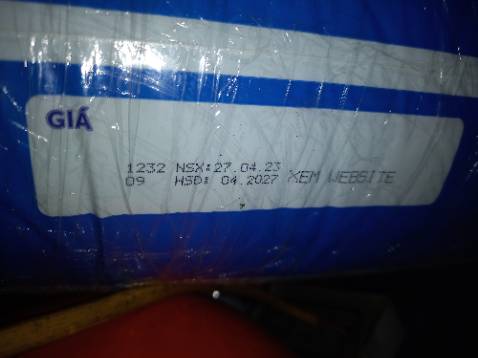 GIÁ
1232 NSX:27.04.23
09 HSD: 04.2027 XEM WEBSITE